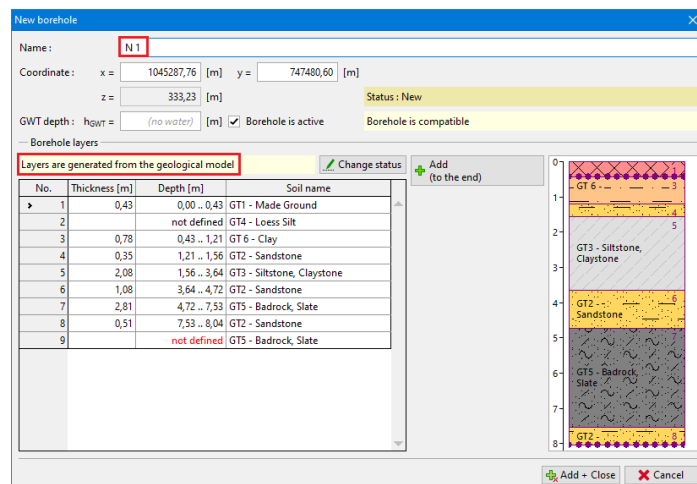 New borehole
Name : N 1
Coordinate : x = 1045287,76 [m] y = 747480,60 [m]
z = 333,23 [m] Status : New
GWT depth : hGWT = (no water) [m] Borehole is active Borehole is compatible
Borehole layers
Layers are generated from the geological model Change status Add
(to the end)
No. Thickness [m] Depth [m] Soil name
1 0,43 0,00 .. 0,43 GT1 - Made Ground
2 not defined GT4 - Loess Silt
3 0,78 0,43 .. 1,21 GT 6 - Clay
4 0,35 1,21 .. 1,56 GT2 - Sandstone
5 2,08 1,56 .. 3,64 GT3 - Siltstone, Claystone
6 1,08 3,64 .. 4,72 GT2 - Sandstone
7 2,81 4,72 .. 7,53 GT5 - Badrock, Slate
8 0,51 7,53 .. 8,04 GT2 - Sandstone
9 not defined GT5 - Badrock, Slate
0
1
GT 6 - 3
1
4
5
2
GT3 - Siltstone,
Claystone
3
6
4 GT2 -
Sandstone
5
7
6 GT5 - Badrock,
Slate
7
GT2 - 8
8
Add + Close Cancel